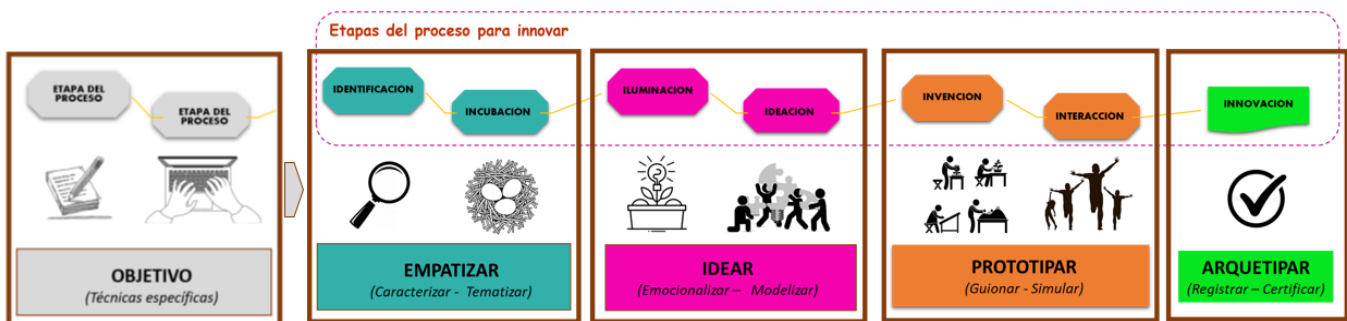 Etapas del proceso para innovar
ETAPA DEL
PROCESO
ETAPA DEL
PROCESO
OBJETIVO
(Técnicas específicas)
IDENTIFICACION
INCUBACION
EMPATIZAR
(Caracterizar - Tematizar)
ILUMINACION
IDEACION
IDEAR
(Emocionalizar – Modelizar)
INVENCION
INTERACCION
PROTOTIPAR
(Guionar - Simular)
INNOVACION
ARQUETIPAR
(Registrar – Certificar)